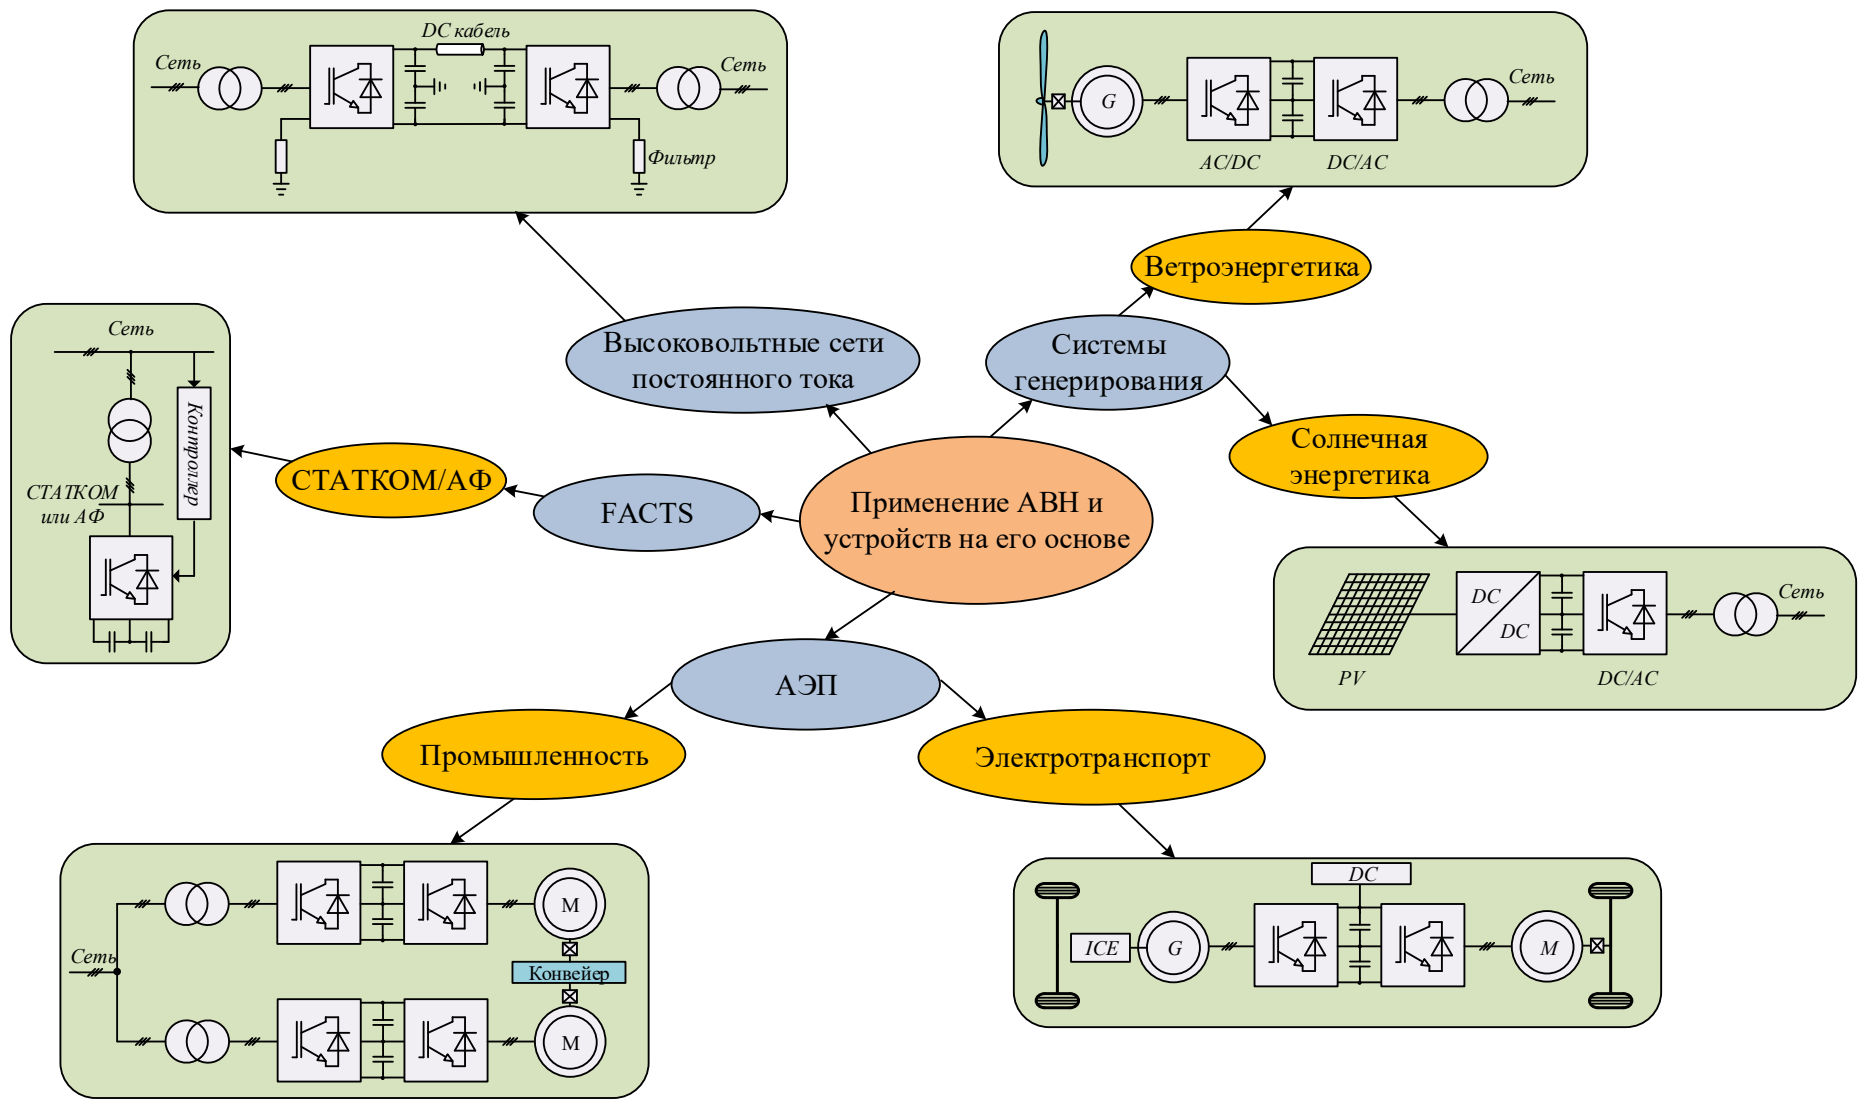 DC кабель
Сеть
Сеть
Фильтр
G
Сеть
AC/DC
DC/AC
Ветроэнергетика
Высоковольтные сети
постоянного тока
Системы
генерирования
Сеть
Контроллер
СТАТКОМ
или АФ
СТАТКОМ/АФ
FACTS
Применение АВН и
устройств на его основе
Солнечная
энергетика
DC
DC
Сеть
PV
DC/AC
АЭП
Промышленность
Электротранспорт
M
Сеть
Конвейер
M
DC
ICE
G
M